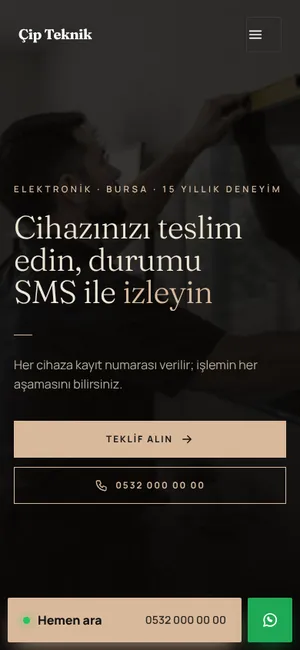 Çip Teknik
ELEKTRONİK · BURSA · 15 YILLIK DENEYİM
Cihazınızı teslim
edin, durumu
SMS ile izleyin
Her cihaza kayıt numarası verilir; işlemin her
aşamasını bilirsiniz.
TEKLİF ALIN →
0532 000 00 00
Hemen ara 0532 000 00 00